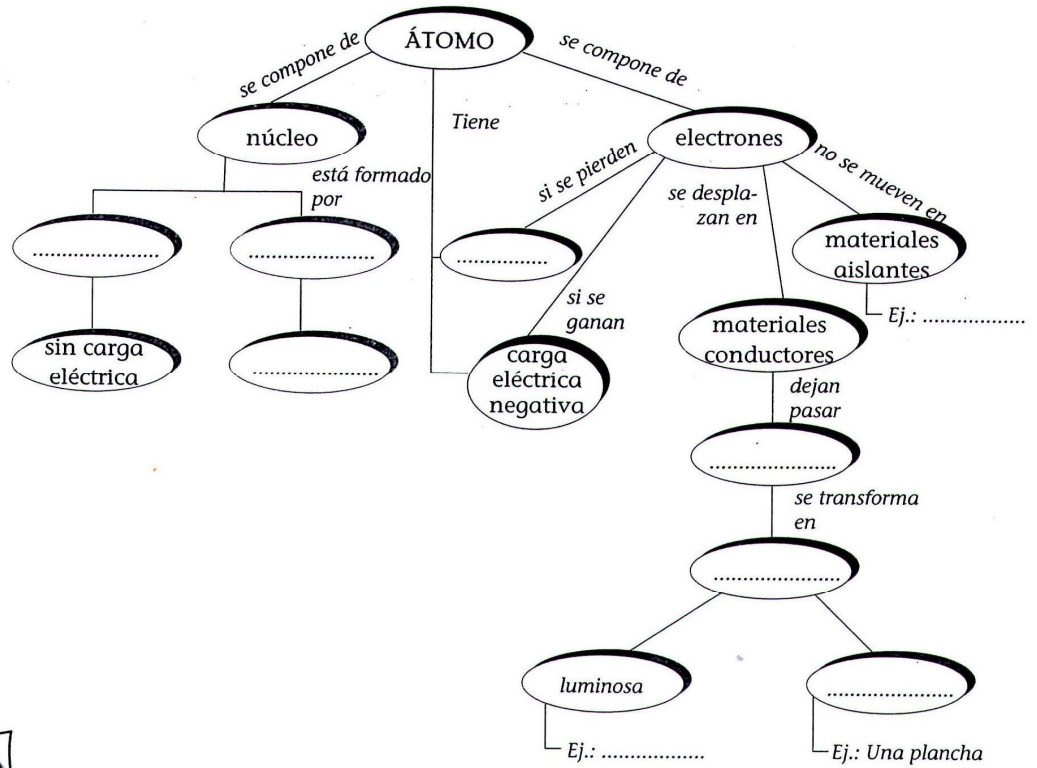 ÁTOMO
se compone de
se compone de
núcleo
Tiene
electrones
está formado
por
si se pierden
se despla-
zan en
no se mueven en
.....................
.....................
................
materiales
aislantes
Ej.: ..................
sin carga
eléctrica
.....................
si se
ganan
carga
eléctrica
negativa
materiales
conductores
dejan
pasar
.....................
se transforma
en
.....................
luminosa
.....................
Ej.: ..................
Ej.: Una plancha